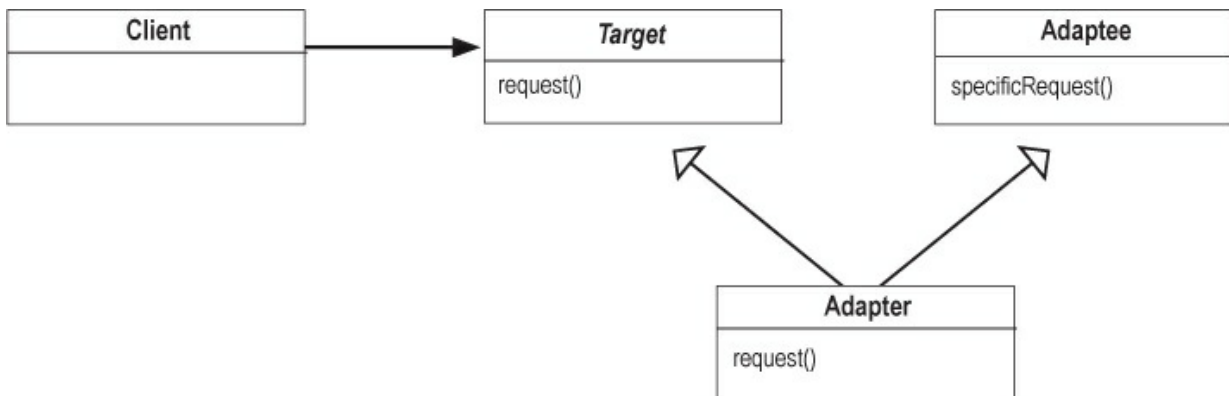 Client
Target
request()
Adaptee
specificRequest()
Adapter
request()